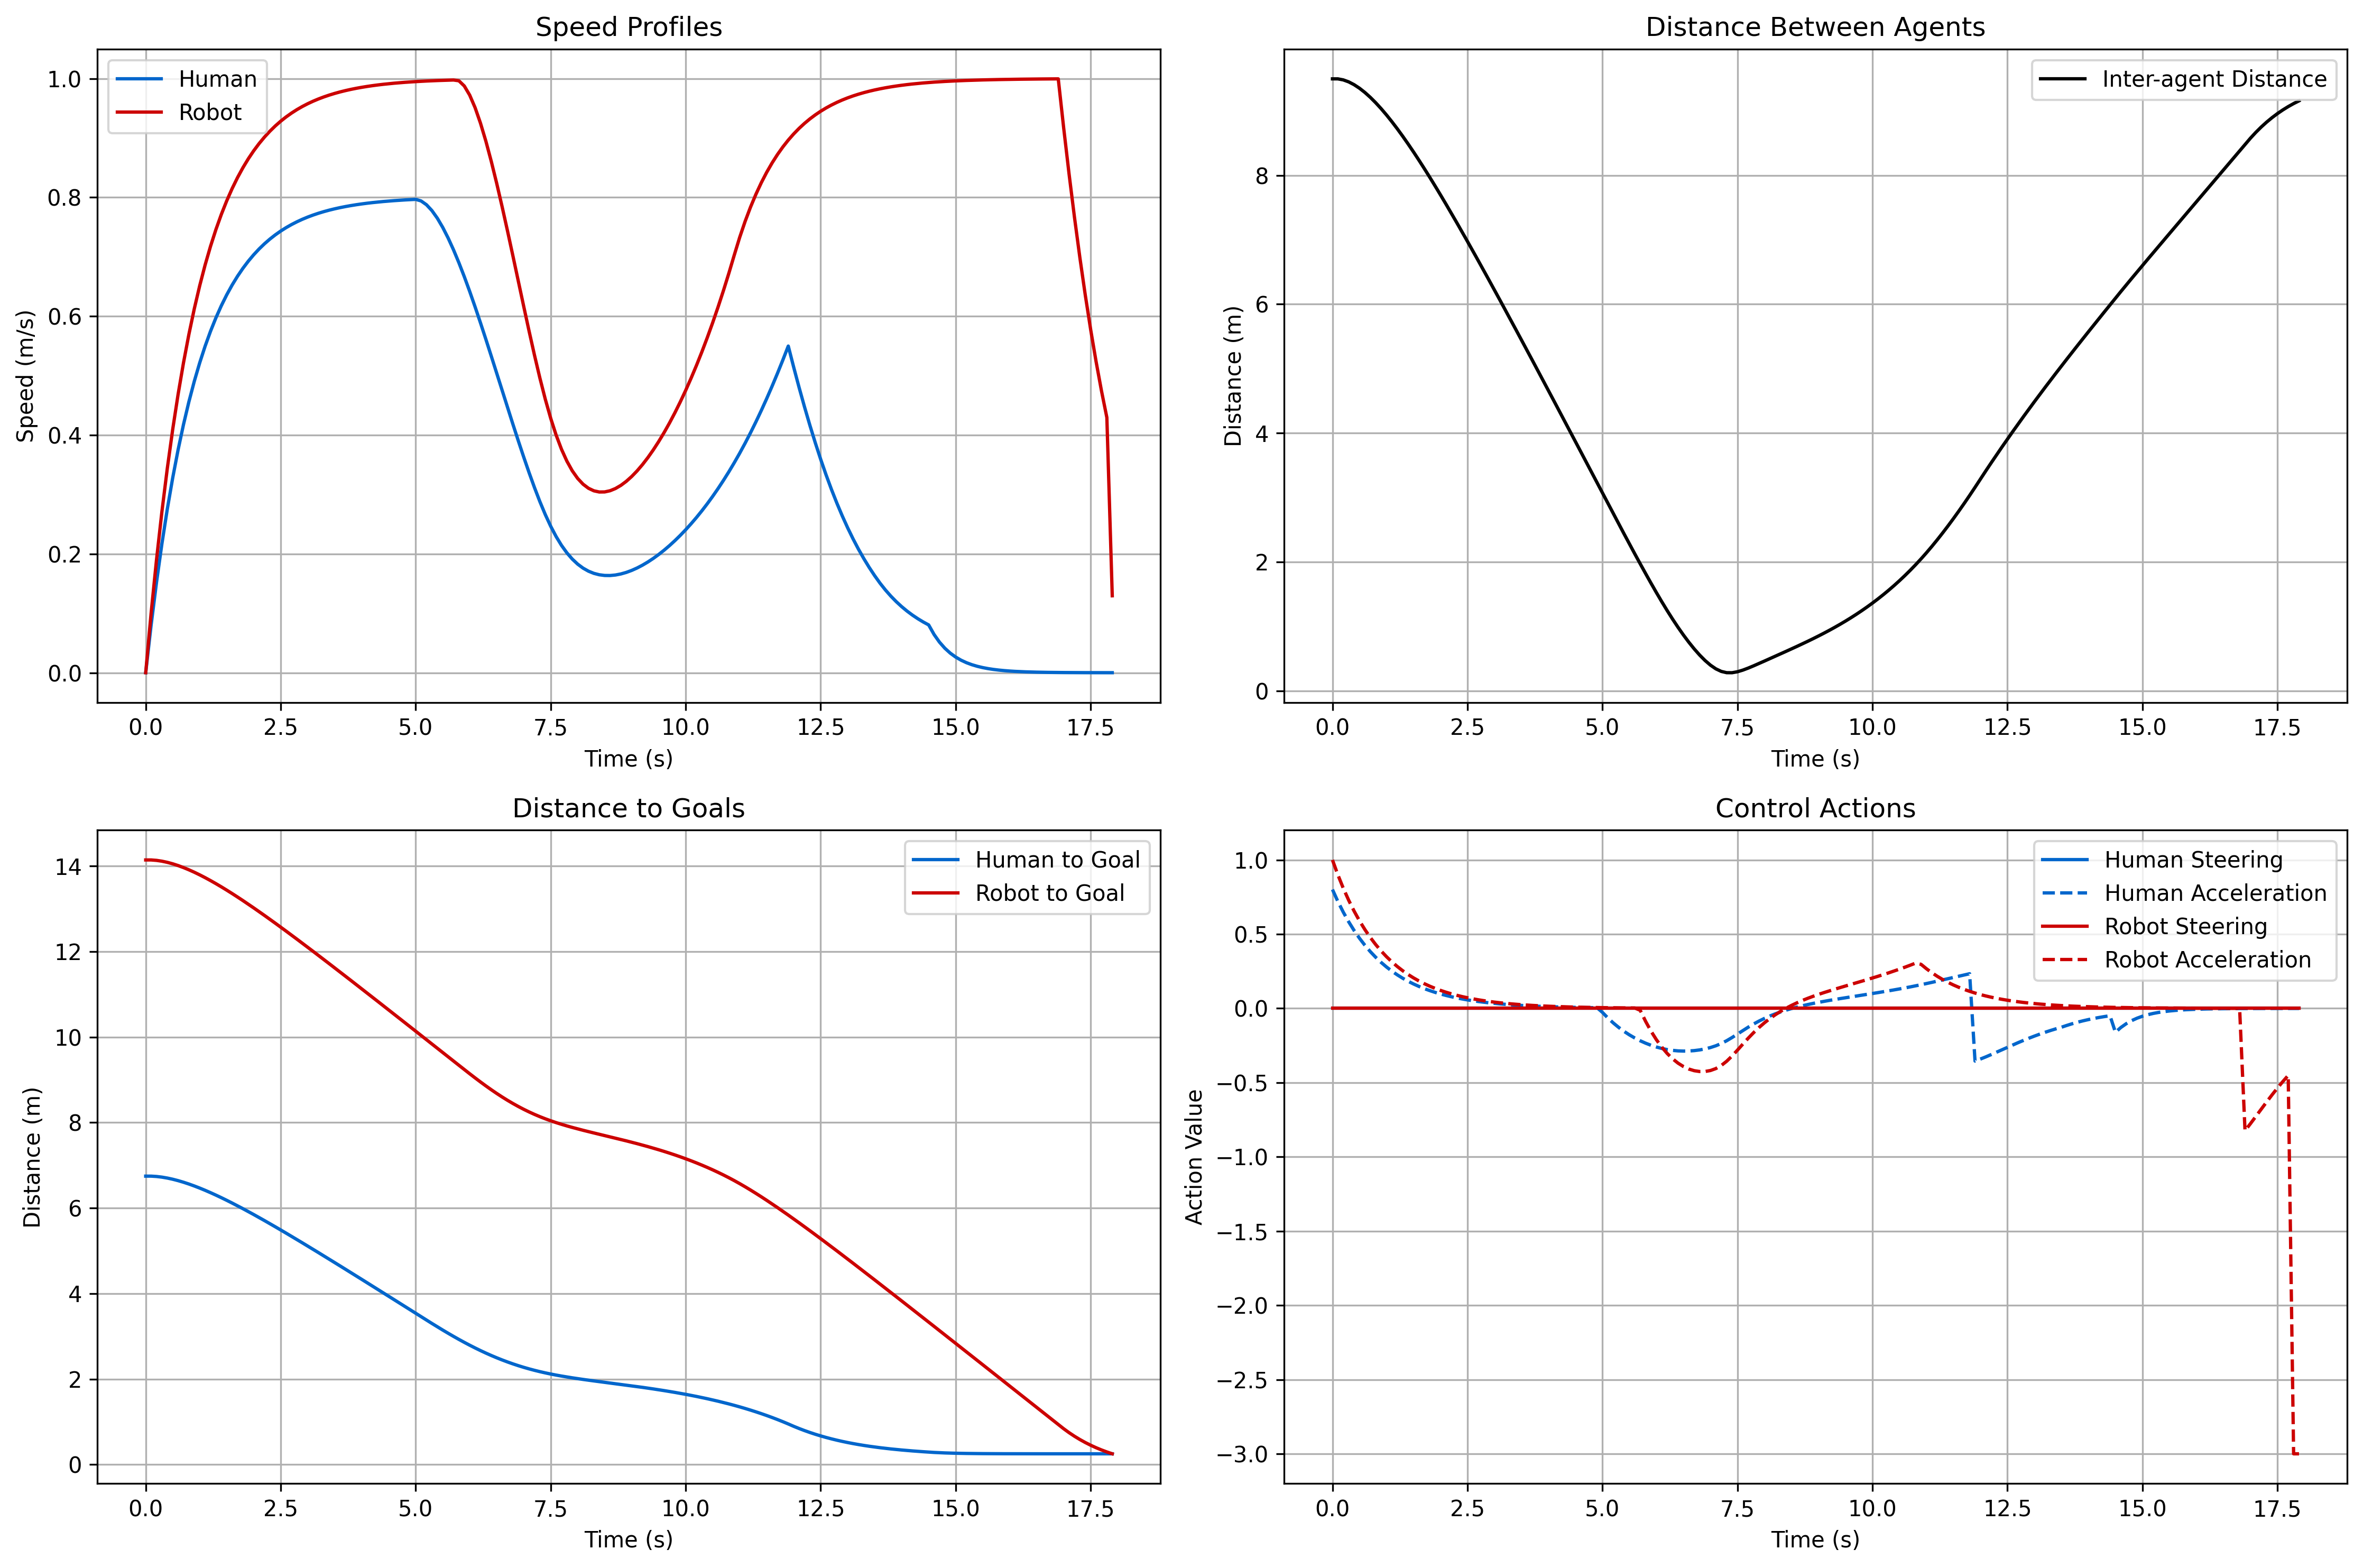 Speed Profiles
Human
Robot
1.0
0.8
0.6
0.4
0.2
0.0
Speed (m/s)
0.0 2.5 5.0 7.5 10.0 12.5 15.0 17.5
Time (s)
Distance Between Agents
Inter-agent Distance
8
6
4
2
0
Distance (m)
0.0 2.5 5.0 7.5 10.0 12.5 15.0 17.5
Time (s)
Distance to Goals
Human to Goal
Robot to Goal
14
12
10
8
6
4
2
0
Distance (m)
0.0 2.5 5.0 7.5 10.0 12.5 15.0 17.5
Time (s)
Control Actions
Human Steering
Human Acceleration
Robot Steering
Robot Acceleration
1.0
0.5
0.0
−0.5
−1.0
−1.5
−2.0
−2.5
−3.0
Action Value
0.0 2.5 5.0 7.5 10.0 12.5 15.0 17.5
Time (s)